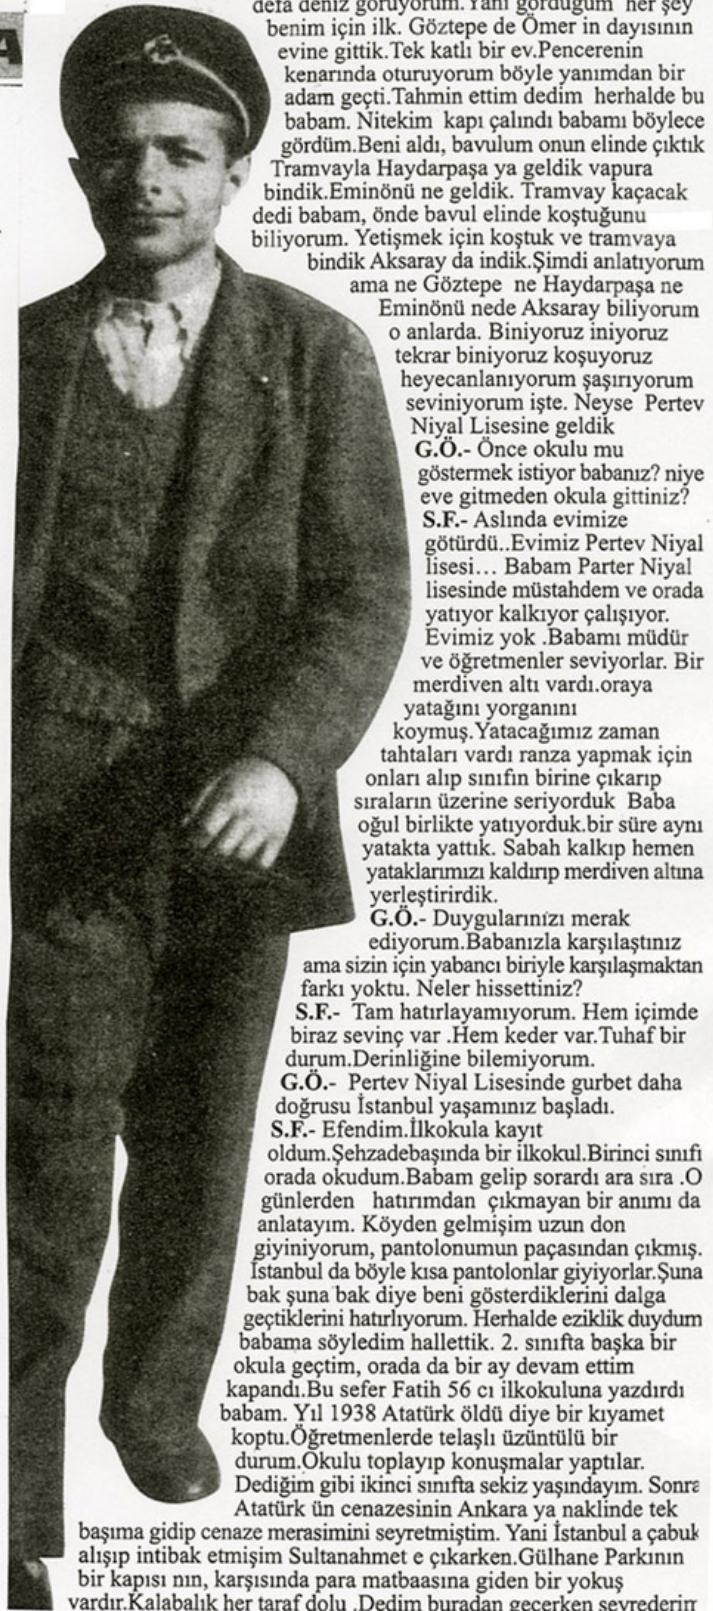 A
defa deniz görüyorum. Yani gördüğüm her şey
benim için ilk. Göztepe de Ömer in dayısının
evine gittik.Tek katlı bir ev.Pencerenin
kenarında oturuyorum böyle yanımdan bir
adam geçti.Tahmin ettim dedim herhalde bu
babam. Nitekim kapı çalındı babamı böylece
gördüm.Beni aldı, bavulum onun elinde çıktık
Tramvayla Haydarpaşa ya geldik vapura
bindik.Eminönü ne geldik. Tramvay kaçacak
dedi babam, önde bavul elinde koştuğunu
biliyorum. Yetişmek için koştuk ve tramvaya
bindik Aksaray da indik.Şimdi anlatıyorum
ama ne Göztepe ne Haydarpaşa ne
Eminönü nede Aksaray biliyorum
o anlarda. Biniyoruz iniyoruz
tekrar biniyoruz koşuyoruz
heyecanlanıyorum şaşırıyorum
seviniyorum işte. Neyse Pertev
Niyal Lisesine geldik
G.Ö.- Önce okulu mu
göstermek istiyor babanız? niye
eve gitmeden okula gittiniz?
S.F.- Aslında evimize
götürdü..Evimiz Pertev Niyal
lisesi... Babam Parter Niyal
lisesinde müstahdem ve orada
yatıyor kalkıyor çalışıyor.
Evimiz yok .Babamı müdür
ve öğretmenler seviyorlar. Bir
merdiven altı vardı.oraya
yatağını yorganını
koymuş.Yatacağımız zaman
tahtaları vardı ranza yapmak için
onları alıp sınıfın birine çıkarıp
sıraların üzerine seriyorduk Baba
oğul birlikte yatıyorduk.bir süre aynı
yatakta yattık. Sabah kalkıp hemen
yataklarımızı kaldırıp merdiven altına
yerleştirirdik.
G.Ö.- Duygularınızı merak
ediyorum.Babanızla karşılaştınız
ama sizin için yabancı biriyle karşılaşmaktan
farkı yoktu. Neler hissettiniz?
S.F.- Tam hatırlayamıyorum. Hem içimde
biraz sevinç var .Hem keder var.Tuhaf bir
durum.Derinliğine bilemiyorum.
G.Ö.- Pertev Niyal Lisesinde gurbet daha
doğrusu İstanbul yaşamınız başladı.
S.F.- Efendim.İlkokula kayıt
oldum.Şehzadebaşında bir ilkokul.Birinci sınıfı
orada okudum.Babam gelip sorardı ara sıra .O
günlerden hatırımdan çıkmayan bir anımı da
anlatayım. Köyden gelmişim uzun don
giyiniyorum, pantolonumun paçasından çıkmış.
İstanbul da böyle kısa pantolonlar giyiyorlar.Şuna
bak şuna bak diye beni gösterdiklerini dalga
geçtiklerini hatırlıyorum. Herhalde eziklik duydum
babama söyledim hallettik. 2. sınıfta başka bir
okula geçtim, orada da bir ay devam ettim
kapandı.Bu sefer Fatih 56 cı ilkokuluna yazdırdı
babam. Yıl 1938 Atatürk öldü diye bir kıyamet
koptu.Öğretmenlerde telaşlı üzüntülü bir
durum.Okulu toplayıp konuşmalar yaptılar.
Dediğim gibi ikinci sınıfta sekiz yaşındayım. Sonra
Atatürk ün cenazesinin Ankara ya naklinde tek
başıma gidip cenaze merasimini seyretmiştim. Yani İstanbul a çabuk
alışıp intibak etmişim Sultanahmet e çıkarken.Gülhane Parkının
bir kapısı nın, karşısında para matbaasına giden bir yokuş
vardır.Kalabalık her taraf dolu .Dedim buradan geçerken seyrederim